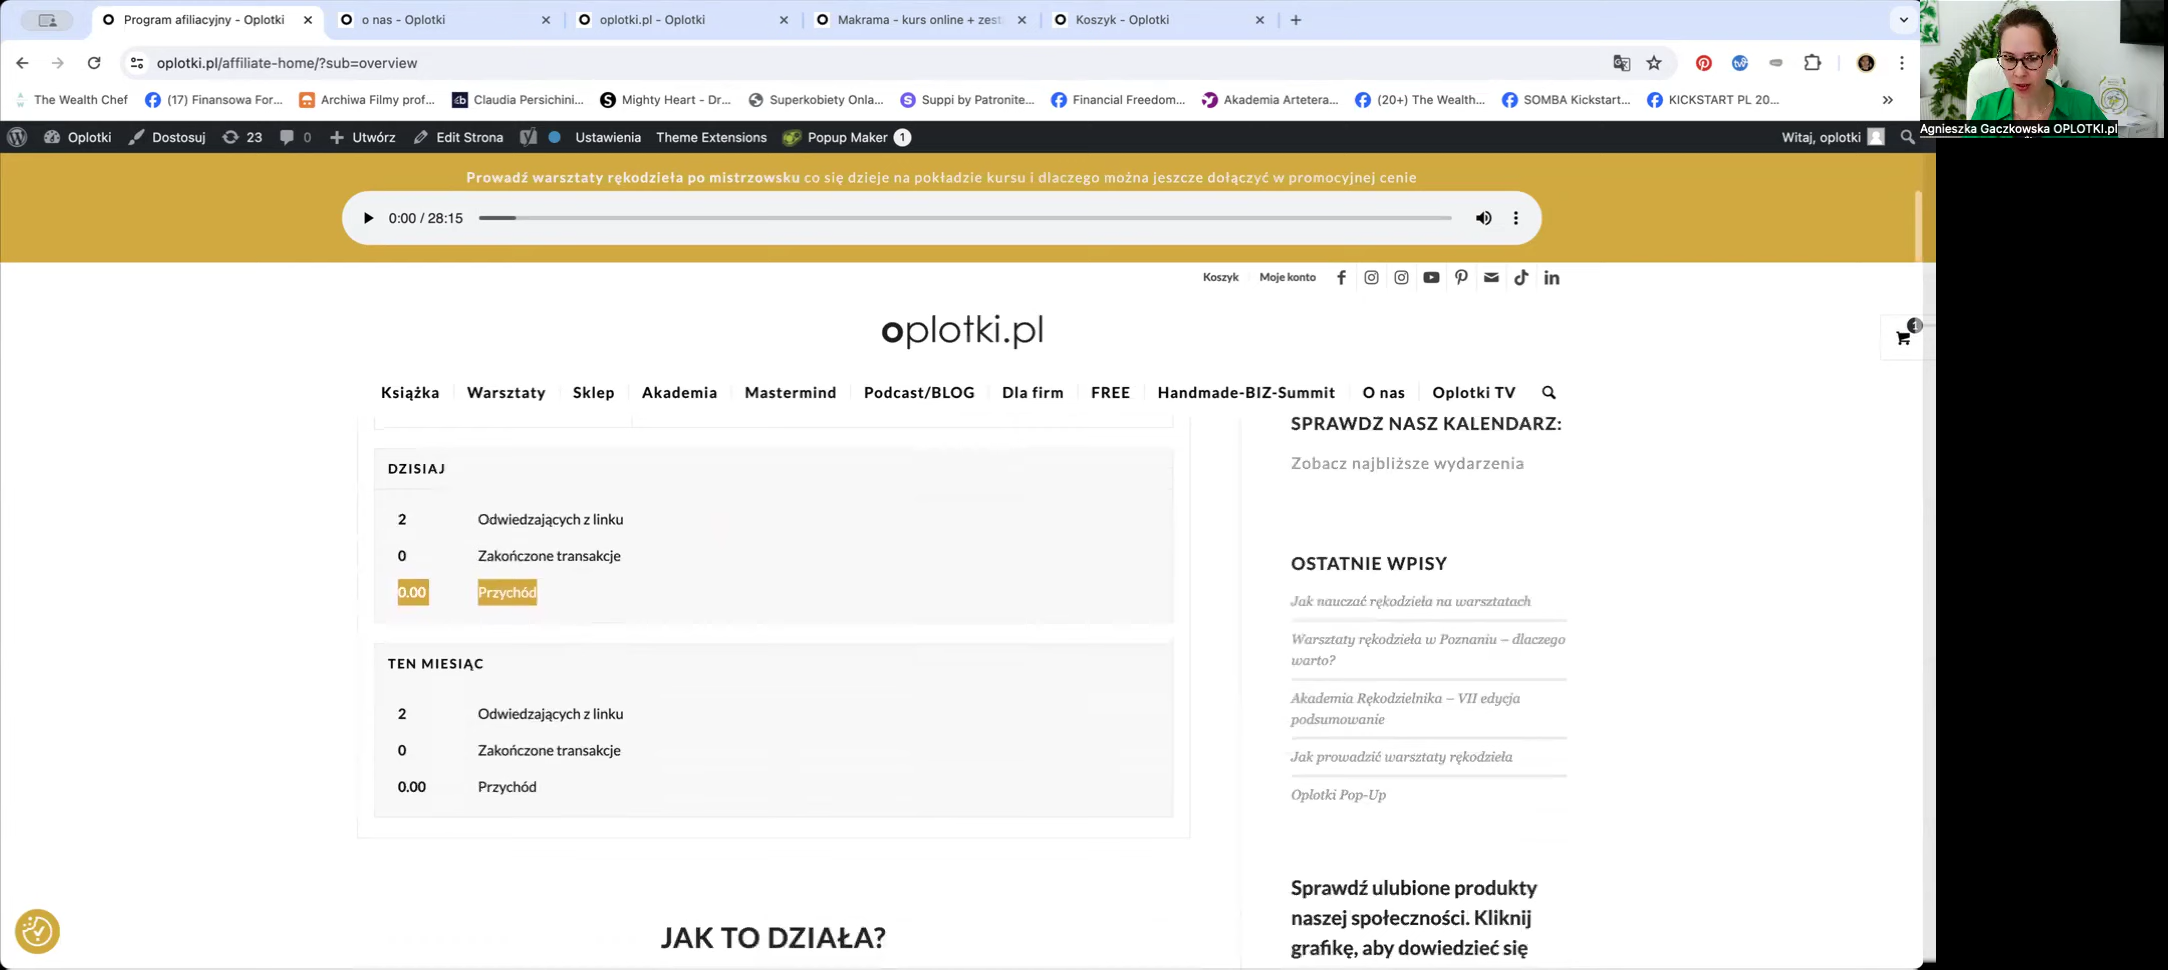 Program afiliacyjny - Oplotki
o nas - Oplotki
oplotki.pl - Oplotki
Makrama - kurs online + zest
Koszyk - Oplotki
oplotki.pl/affiliate-home/?sub=overview
The Wealth Chef
(17) Finansowa For...
Archiwa Filmy prof...
Claudia Persichini...
Mighty Heart - Dr...
Superkobiety Onla...
Suppi by Patronite...
Financial Freedom...
Akademia Artetera...
(20+) The Wealth...
SOMBA Kickstart...
KICKSTART PL 20...
Agnieszka Gaczkowska OPLOTKI.pl
Oplotki
Dostosuj
23
0
Utwórz
Edit Strona
Ustawienia
Theme Extensions
Popup Maker 1
Witaj, oplotki
Prowadź warsztaty rękodzieła po mistrzowsku co się dzieje na pokładzie kursu i dlaczego można jeszcze dołączyć w promocyjnej cenie
0:00 / 28:15
Koszyk
Moje konto
oplotki.pl
1
Książka
Warsztaty
Sklep
Akademia
Mastermind
Podcast/BLOG
Dla firm
FREE
Handmade-BIZ-Summit
O nas
Oplotki TV
DZISIAJ
2 Odwiedzających z linku
0 Zakończone transakcje
0.00 Przychód
TEN MIESIĄC
2 Odwiedzających z linku
0 Zakończone transakcje
0.00 Przychód
JAK TO DZIAŁA?
SPRAWDŹ NASZ KALENDARZ:
Zobacz najbliższe wydarzenia
OSTATNIE WPISY
Jak nauczać rękodzieła na warsztatach
Warsztaty rękodzieła w Poznaniu – dlaczego
warto?
Akademia Rękodzielnika – VII edycja
podsumowanie
Jak prowadzić warsztaty rękodzieła
Oplotki Pop-Up
Sprawdź ulubione produkty
naszej społeczności. Kliknij
grafikę, aby dowiedzieć się